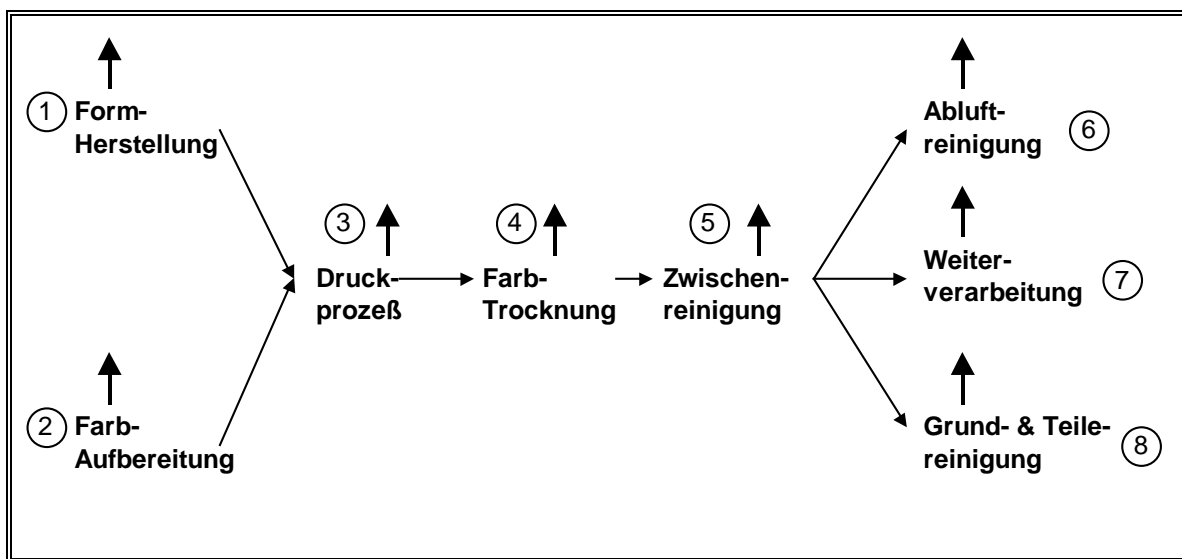 1 Form-
Herstellung
2 Farb-
Aufbereitung
3
Druck-
prozeß
4
Farb-
Trocknung
5
Zwischen-
reinigung
Abluft-
reinigung 6
Weiter-
verarbeitung 7
Grund- & Teile-
reinigung 8